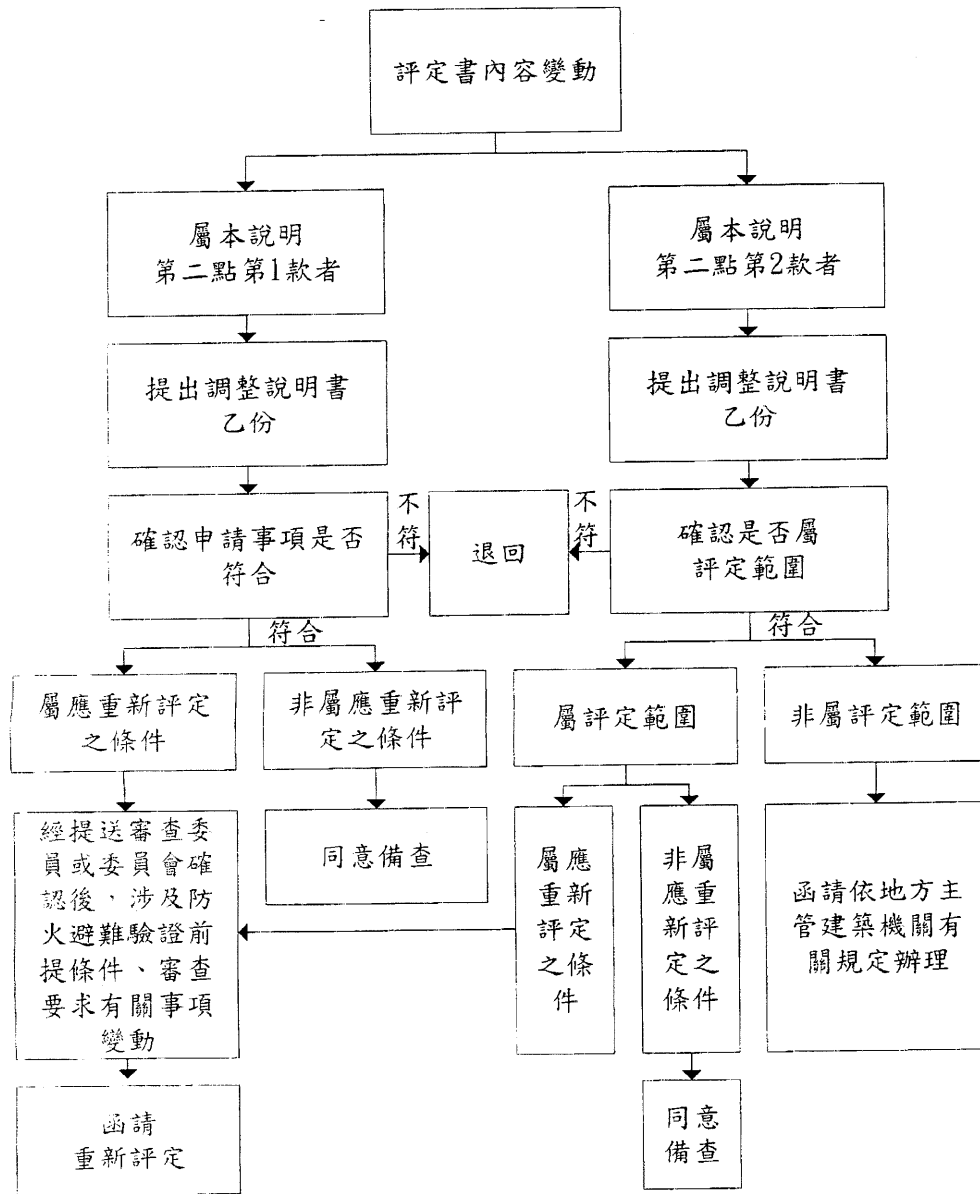 評定書內容變動
屬本說明
第二點第1款者
屬本說明
第二點第2款者
提出調整說明書
乙份
提出調整說明書
乙份
確認申請事項是否
符合
不符
退回
不符
確認是否屬
評定範圍
符合
符合
屬應重新評定
之條件
非屬應重新評
定之條件
屬評定範圍
非屬評定範圍
經提送審查委
員或委員會確
認後，涉及防
火避難驗證前
提條件、審查
要求有關事項
變動
同意備查
屬應
重新
評定
之條
件
非屬
應重
新評
定之
條件
函請依地方主
管建築機關有
關規定辦理
函請
重新評定
同意
備查